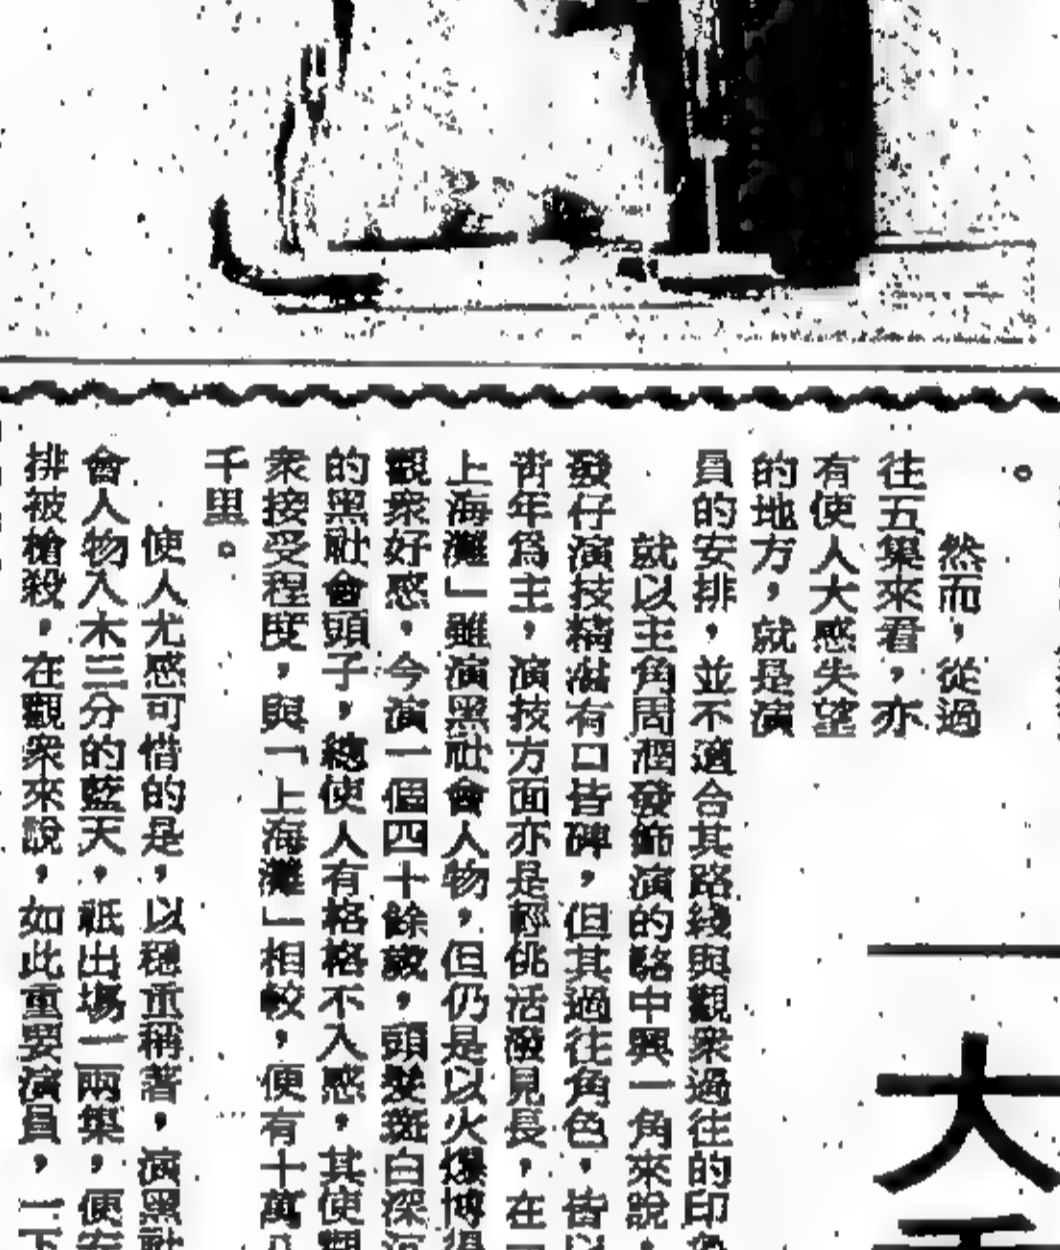 。
然而，從過
往五集來看，亦
有使人大感失望
的地方，就是演
員的安排，並不適合其路綫與觀衆過往的印
就以主角周潤發飾演的駱中興一角來說，
發仔演技精湛有口皆碑，但其過往角色，皆以
青年爲主，演技方面亦是輕佻活潑見長，在
上海灘」雖演黑社會人物，但仍是以火爆博得
觀衆好感，今演一個四十餘歲，頭髮斑白深沉
的黑社會頭子，總使人有格格不入感，其使觀
衆接受程度，與「上海灘」相較，便有十萬八
千里。
使人尤感可惜的是，以穩重稱著，演黑社
會人物入木三分的藍天，祇出場一兩集，便安
排被槍殺，在觀衆來說，如此重要演員，一下
大